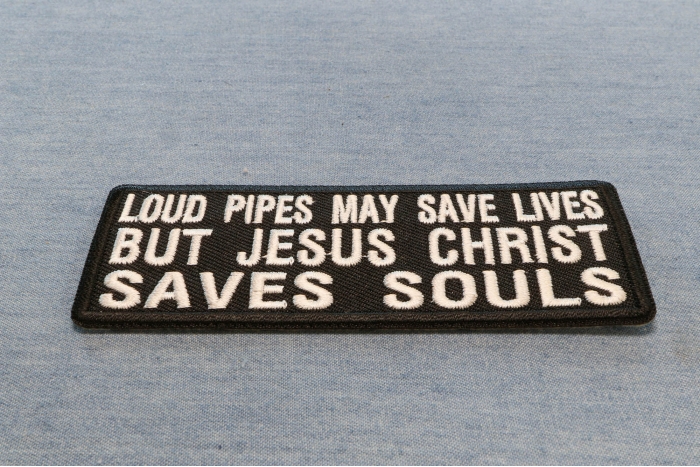 LOUD PIPES MAY SAVE LIVES
BUT JESUS CHRIST
SAVES SOULS